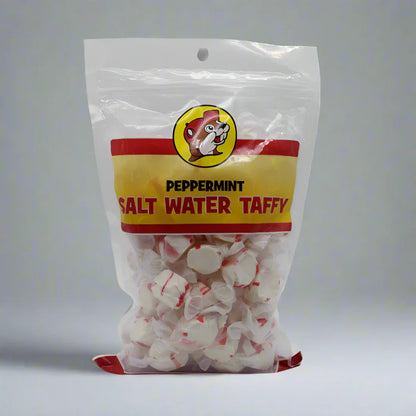 PEPPERMINT
SALT WATER TAFFY